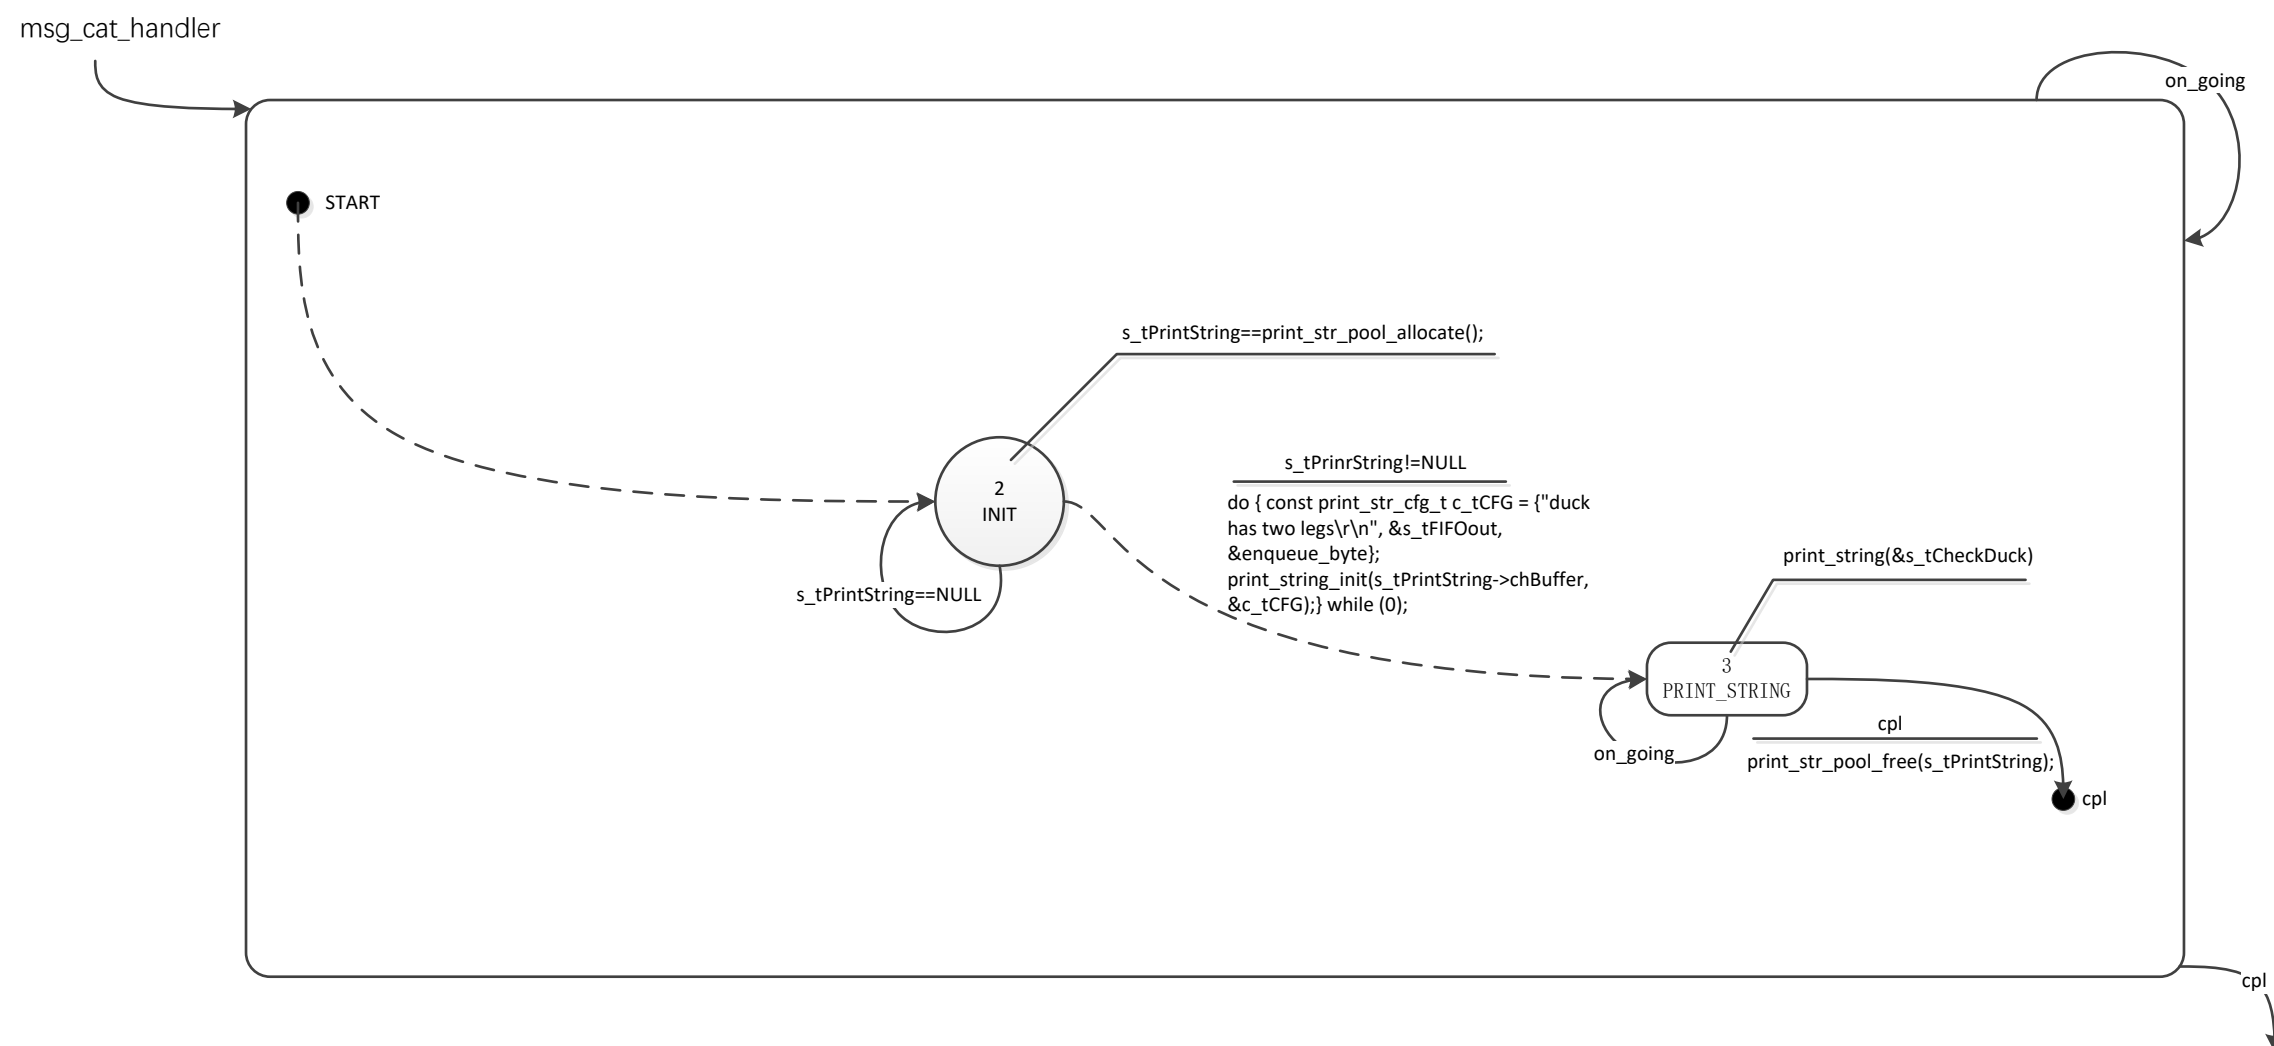 msg_cat_handler
on_going
START
s_tPrintString==print_str_pool_allocate();
s_tPrinrString!=NULL
2
INIT
do { const print_str_cfg_t c_tCFG = {"duck
has two legs\r\n", &s_tFIFOout,
&enqueue_byte};
print_string_init(s_tPrintString->chBuffer,
&c_tCFG);} while (0);
print_string(&s_tCheckDuck)
s_tPrintString==NULL
3
PRINT_STRING
cpl
on_going
print_str_pool_free(s_tPrintString);
cpl
cpl